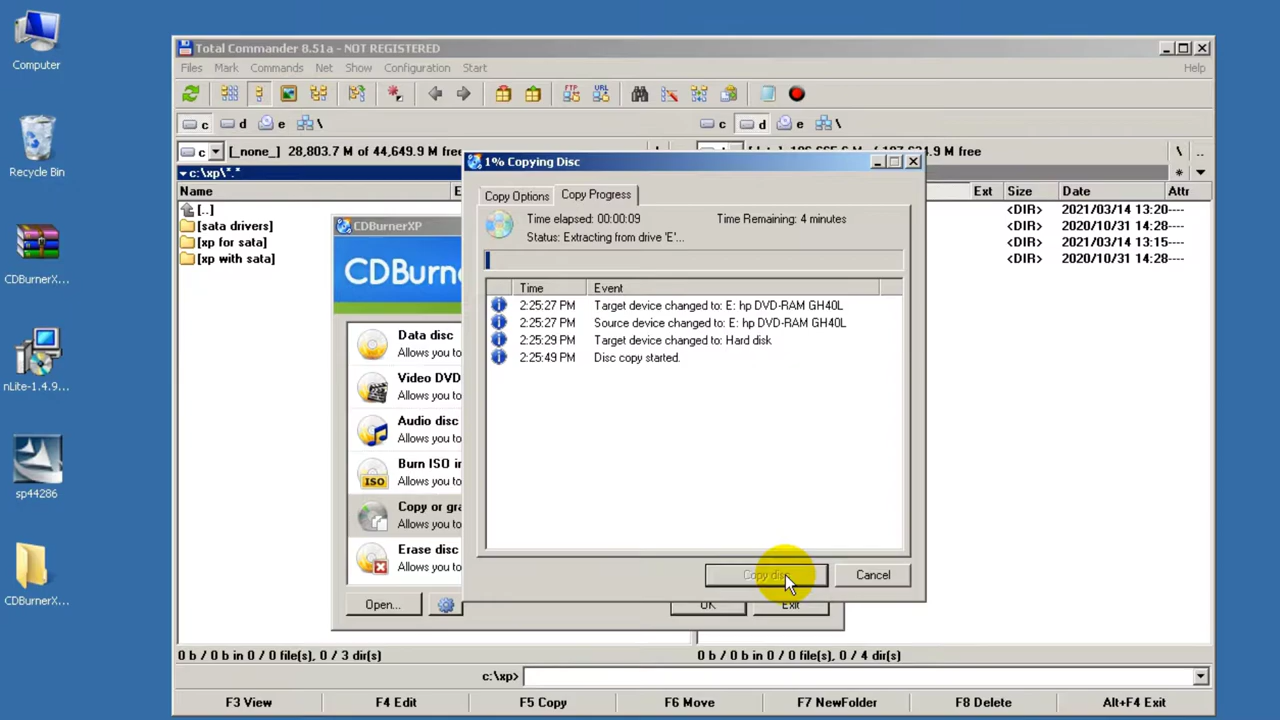 Computer
Recycle Bin
CDBurnerX...
nLite-1.4.9...
sp44286
CDBurnerX...
Total Commander 8.51a - NOT REGISTERED
Files Mark Commands Net Show Configuration Start Help
FTP URL
c d e \ c d e \
c [_none_] 28,803.7 M of 44,649.9 M free \ ..
c:\xp\*.* *
Name Ext Size Date Attr
[..] <DIR> 2021/03/14 13:20----
[sata drivers] <DIR> 2020/10/31 14:28----
[xp for sata] <DIR> 2021/03/14 13:15----
[xp with sata] <DIR> 2020/10/31 14:28----
CDBurnerXP
CDBurn
Data disc
Allows you to
Video DVD
Allows you to
Audio disc
Allows you to
Burn ISO
ISO Allows you to
Copy or
Allows you to
Erase disc
Allows you to
Open... OK Exit
1% Copying Disc
Copy Options Copy Progress
Time elapsed: 00:00:09 Time Remaining: 4 minutes
Status: Extracting from drive 'E'...
Time Event
2:25:27 PM Target device changed to: E: hp DVD-RAM GH40L
2:25:27 PM Source device changed to: E: hp DVD-RAM GH40L
2:25:29 PM Target device changed to: Hard disk
2:25:49 PM Disc copy started.
Copy disc Cancel
0 b / 0 b in 0 / 0 file(s), 0 / 3 dir(s) 0 b / 0 b in 0 / 0 file(s), 0 / 4 dir(s)
c:\xp>
F3 View F4 Edit F5 Copy F6 Move F7 NewFolder F8 Delete Alt+F4 Exit